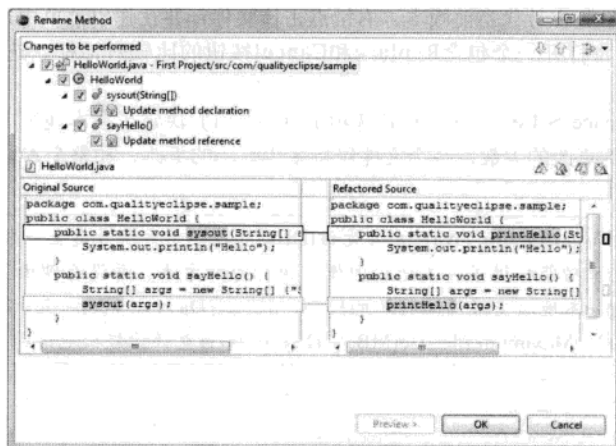 Rename Method
Changes to be performed
HelloWorld.java - First Project/src/com/qualityeclipse/sample
HelloWorld
sysout(String[])
Update method declaration
sayHello()
Update method reference
HelloWorld.java
Original Source
package com.qualityeclipse.sample;
public class HelloWorld {
public static void sysout(String[]
System.out.println("Hello");
}
public static void sayHello() {
String[] args = new String[] {"
sysout(args);
}
}
Refactored Source
package com.qualityeclipse.sample;
public class HelloWorld {
public static void printHello(St
System.out.println("Hello");
}
public static void sayHello() {
String[] args = new String[] {"
printHello(args);
}
}
Preview >
OK
Cancel